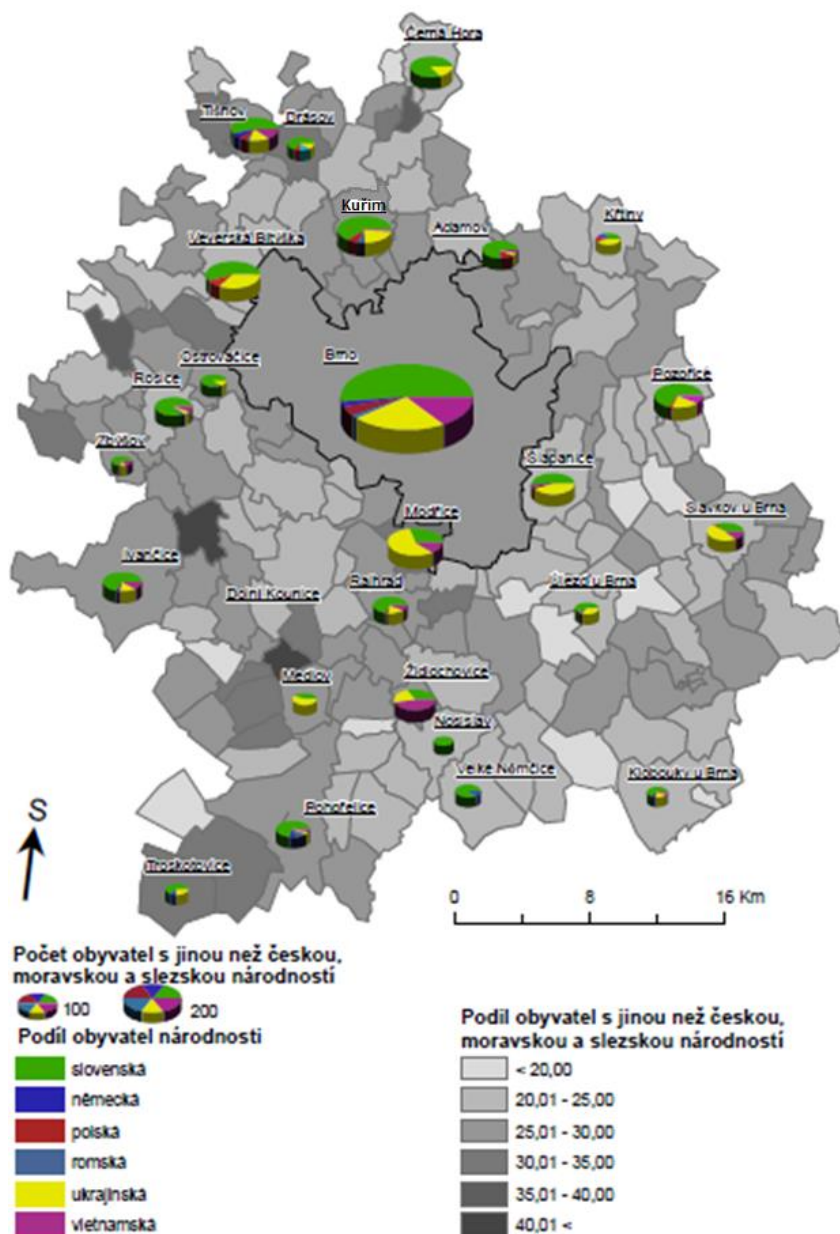 Černá Hora
Tišnov
Drásov
Kuřim
Adamov
Křtiny
Veverská Bítýška
Brno
Ostrovačice
Rosice
Pozořice
Zbýšov
Šlapanice
Slavkov u Brna
Modřice
Ivančice
Rajhrad
Újezd u Brna
Dolní Kounice
Židlochovice
Medlov
Nosislav
Velké Němčice
Klobouky u Brna
Pohořelice
Troskotovice
S
0 8 16 Km
Počet obyvatel s jinou než českou,
moravskou a slezskou národností
100 200
Podíl obyvatel národnosti
slovenská
německá
polská
romská
ukrajinská
vietnamská
Podíl obyvatel s jinou než českou,
moravskou a slezskou národností
< 20,00
20,01 - 25,00
25,01 - 30,00
30,01 - 35,00
35,01 - 40,00
40,01 <